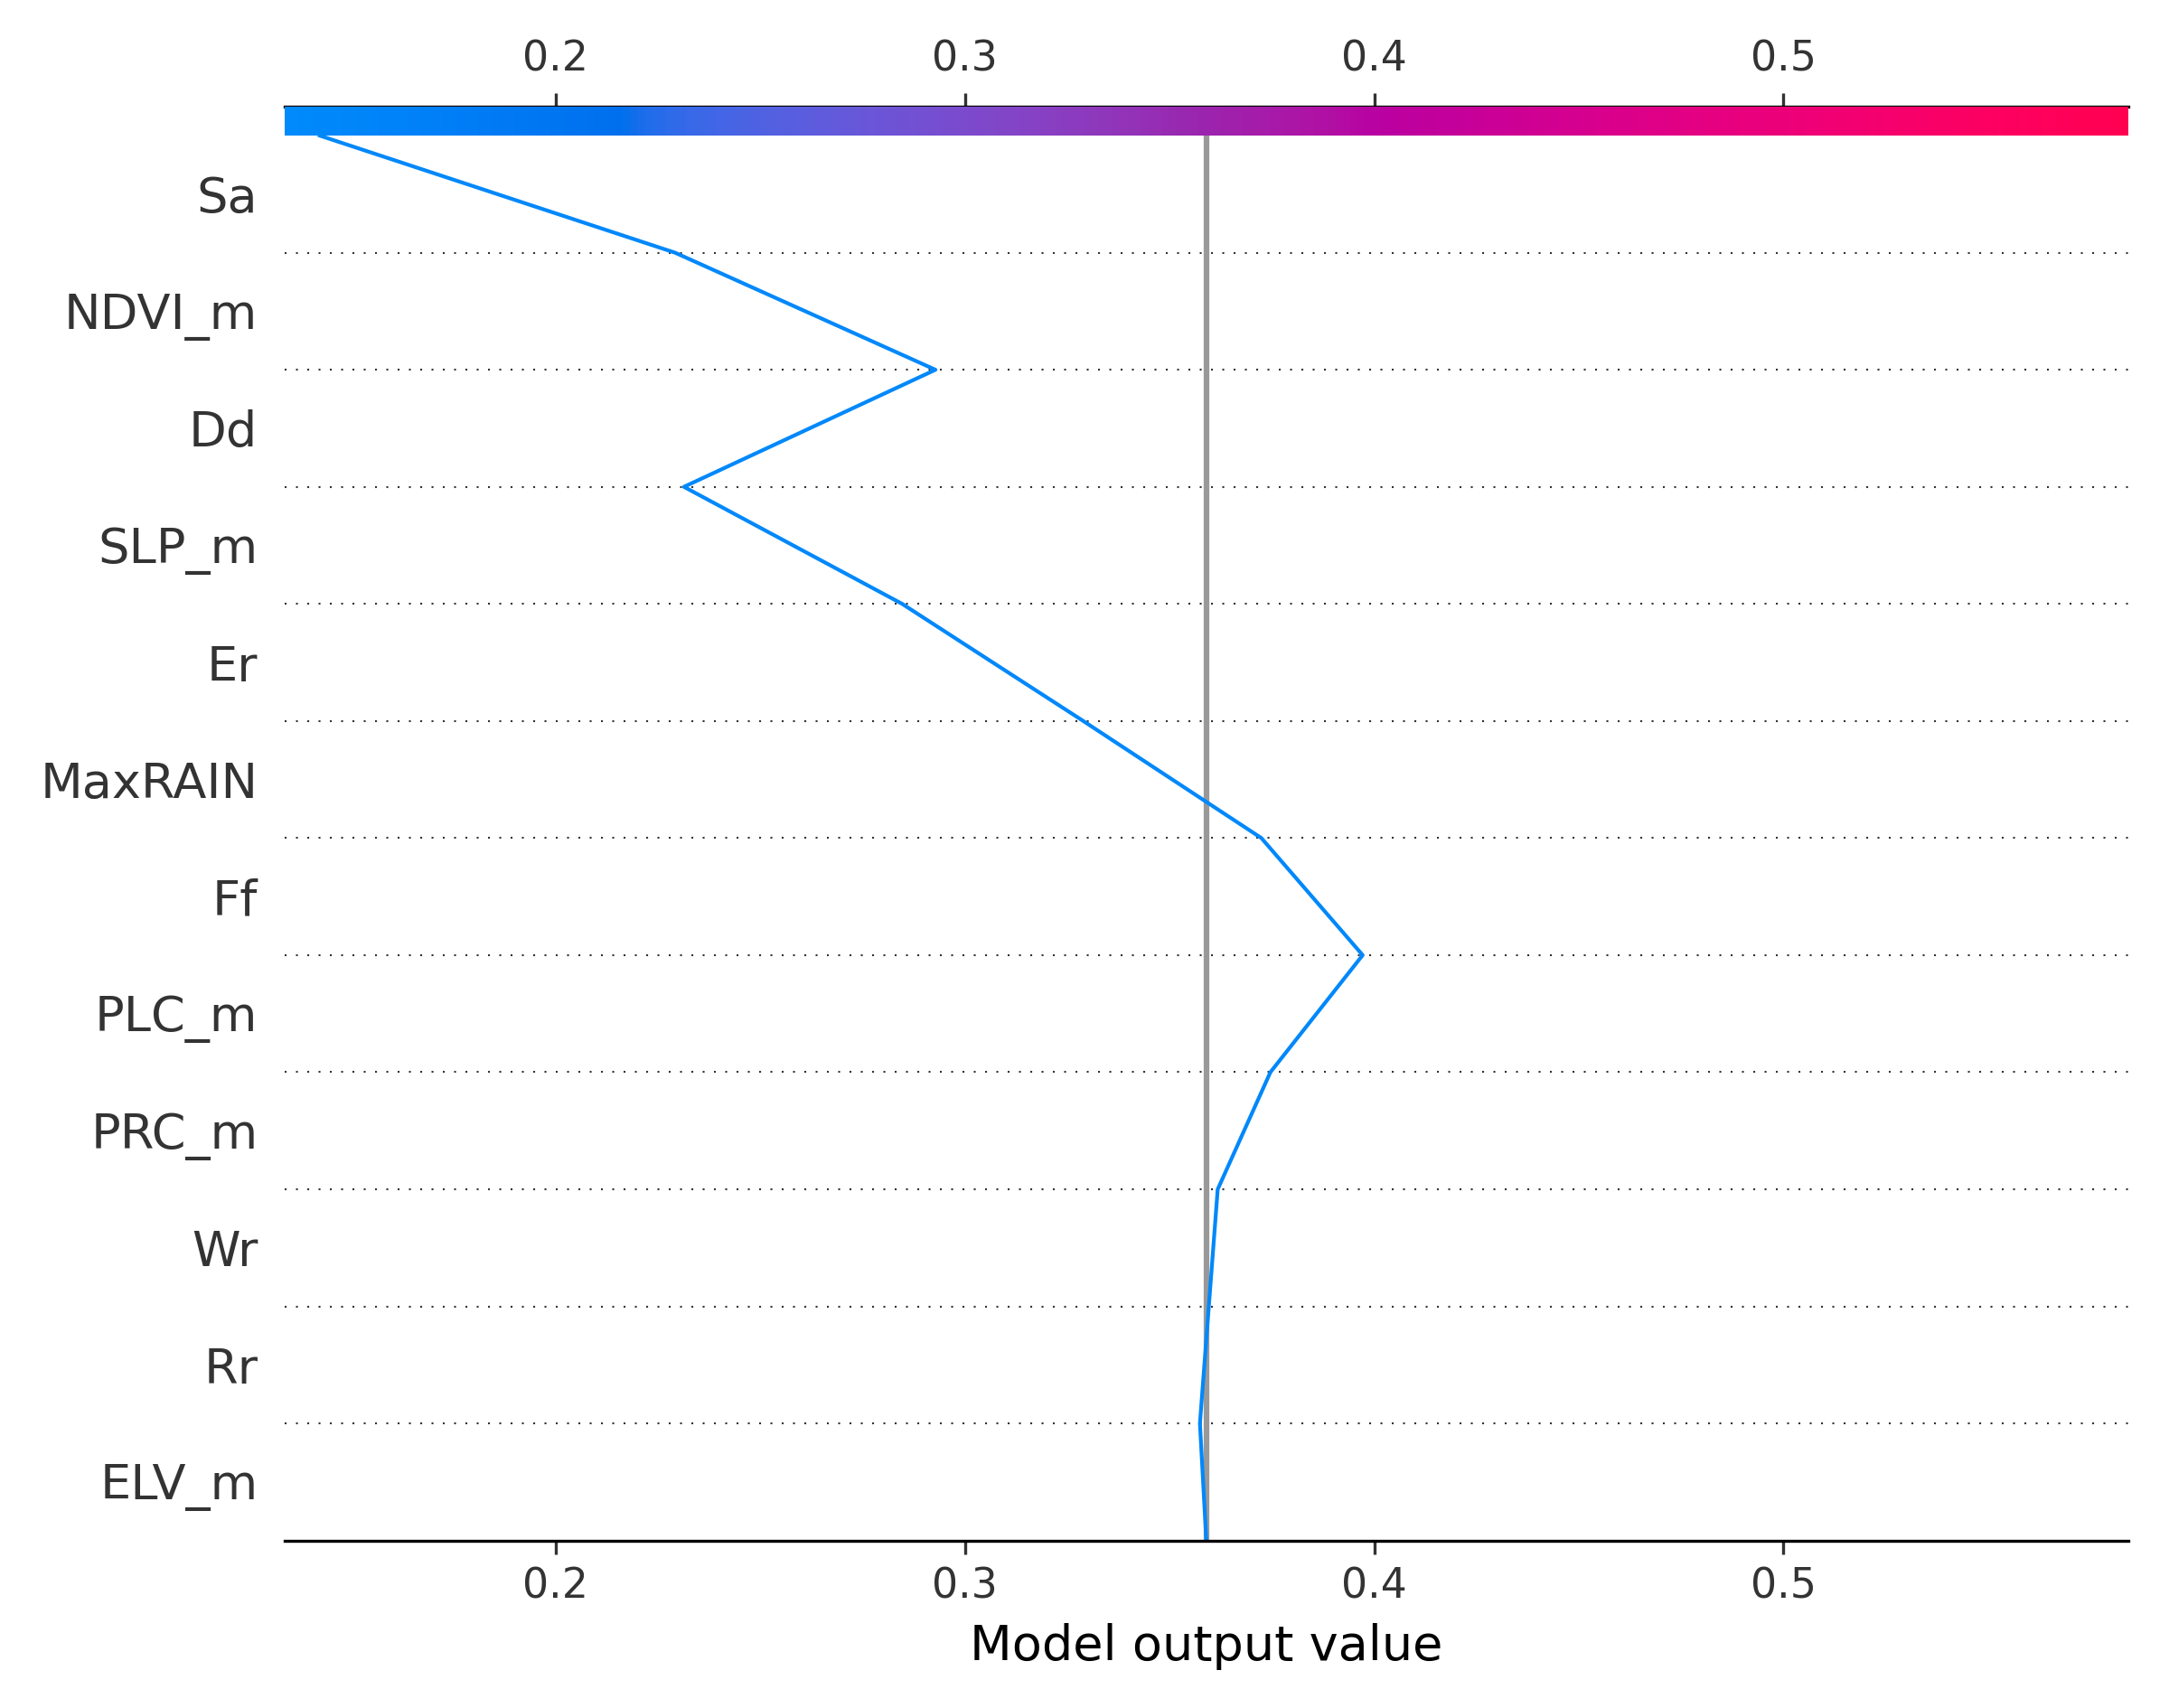 0.2 0.3 0.4 0.5
Sa
NDVI_m
Dd
SLP_m
Er
MaxRAIN
Ff
PLC_m
PRC_m
Wr
Rr
ELV_m
0.2 0.3 0.4 0.5
Model output value